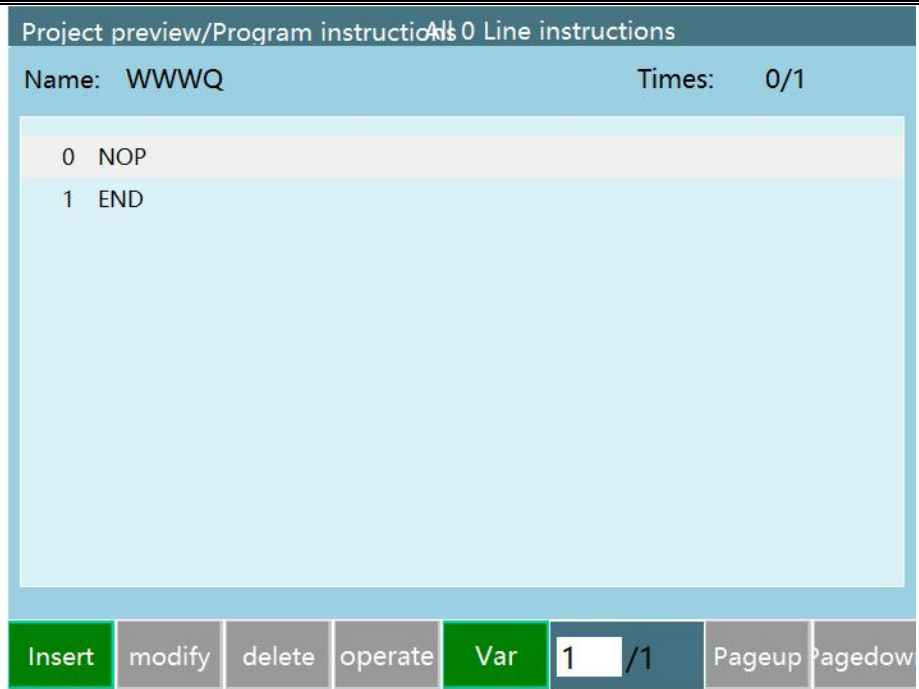 Project preview/Program instructions All 0 Line instructions
Name: WWWQ Times: 0/1
0 NOP
1 END
Insert modify delete operate Var 1 /1 Pageup Pagedow